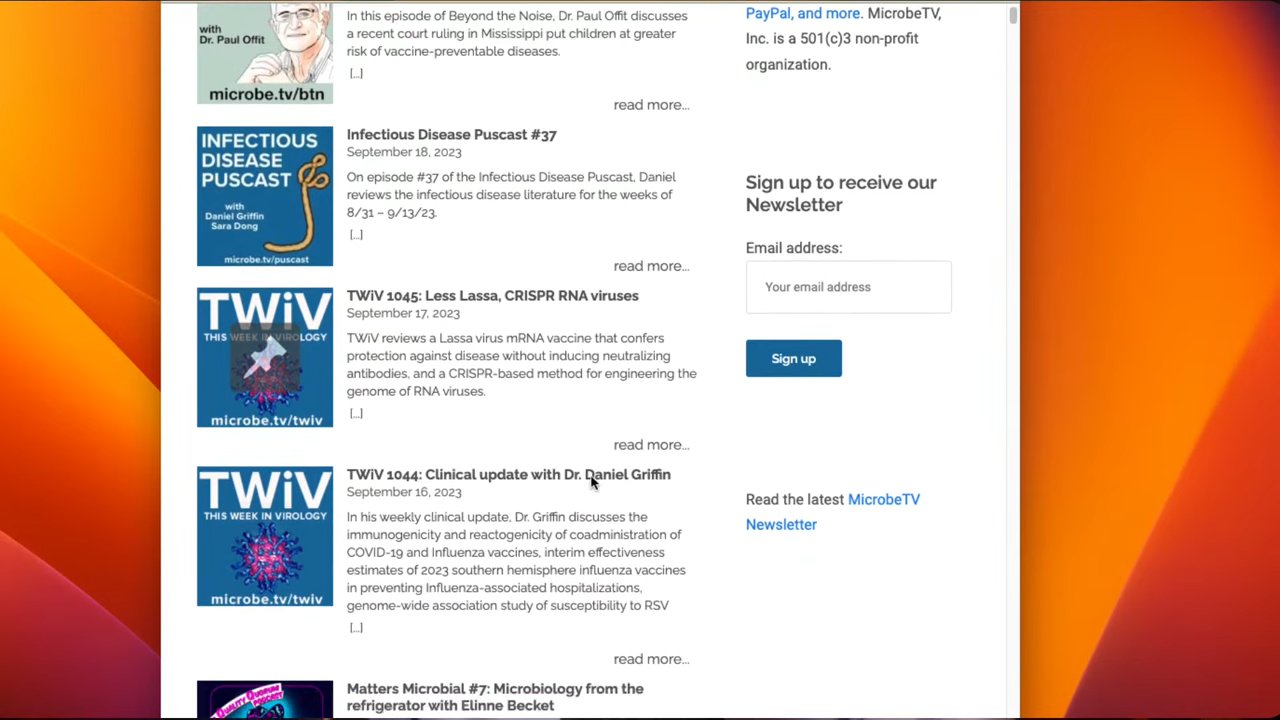 with
Dr. Paul Offit
microbe.tv/btn
In this episode of Beyond the Noise, Dr. Paul Offit discusses
a recent court ruling in Mississippi put children at greater
risk of vaccine-preventable diseases.
[...]
read more...
INFECTIOUS
DISEASE
PUSCAST
with
Daniel Griffin
Sara Dong
microbe.tv/puscast
Infectious Disease Puscast #37
September 18, 2023
On episode #37 of the Infectious Disease Puscast, Daniel
reviews the infectious disease literature for the weeks of
8/31 – 9/13/23.
[...]
read more...
TWiV
THIS WEEK IN VIROLOGY
microbe.tv/twiv
TWiV 1045: Less Lassa, CRISPR RNA viruses
September 17, 2023
TWiV reviews a Lassa virus mRNA vaccine that confers
protection against disease without inducing neutralizing
antibodies, and a CRISPR-based method for engineering the
genome of RNA viruses.
[...]
read more...
TWiV
THIS WEEK IN VIROLOGY
microbe.tv/twiv
TWiV 1044: Clinical update with Dr. Daniel Griffin
September 16, 2023
In his weekly clinical update, Dr. Griffin discusses the
immunogenicity and reactogenicity of coadministration of
COVID-19 and Influenza vaccines, interim effectiveness
estimates of 2023 southern hemisphere influenza vaccines
in preventing Influenza-associated hospitalizations,
genome-wide association study of susceptibility to RSV
[...]
read more...
QUALITY QUORUM
PODCAST
Matters Microbial #7: Microbiology from the
refrigerator with Elinne Becket
PayPal, and more. MicrobeTV,
Inc. is a 501(c)3 non-profit
organization.
Sign up to receive our
Newsletter
Email address:
Your email address
Sign up
Read the latest MicrobeTV
Newsletter